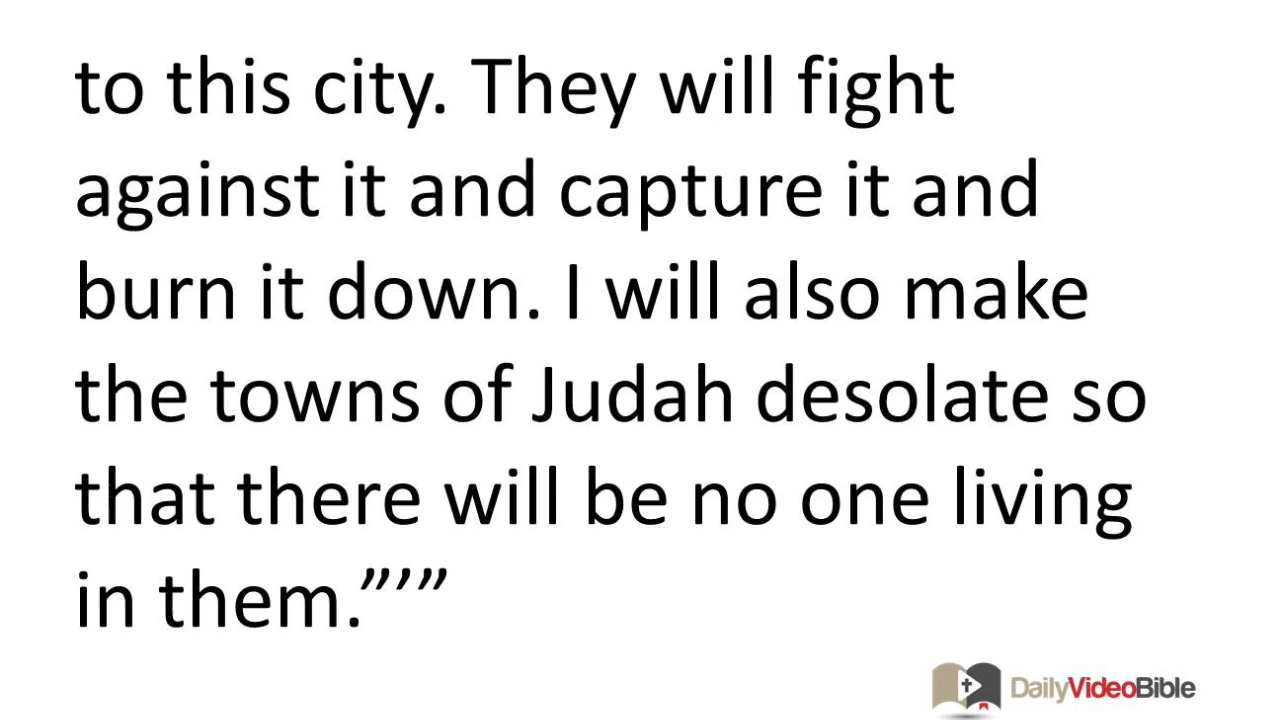 to this city. They will fight
against it and capture it and
burn it down. I will also make
the towns of Judah desolate so
that there will be no one living
in them.”’”
DailyVideoBible